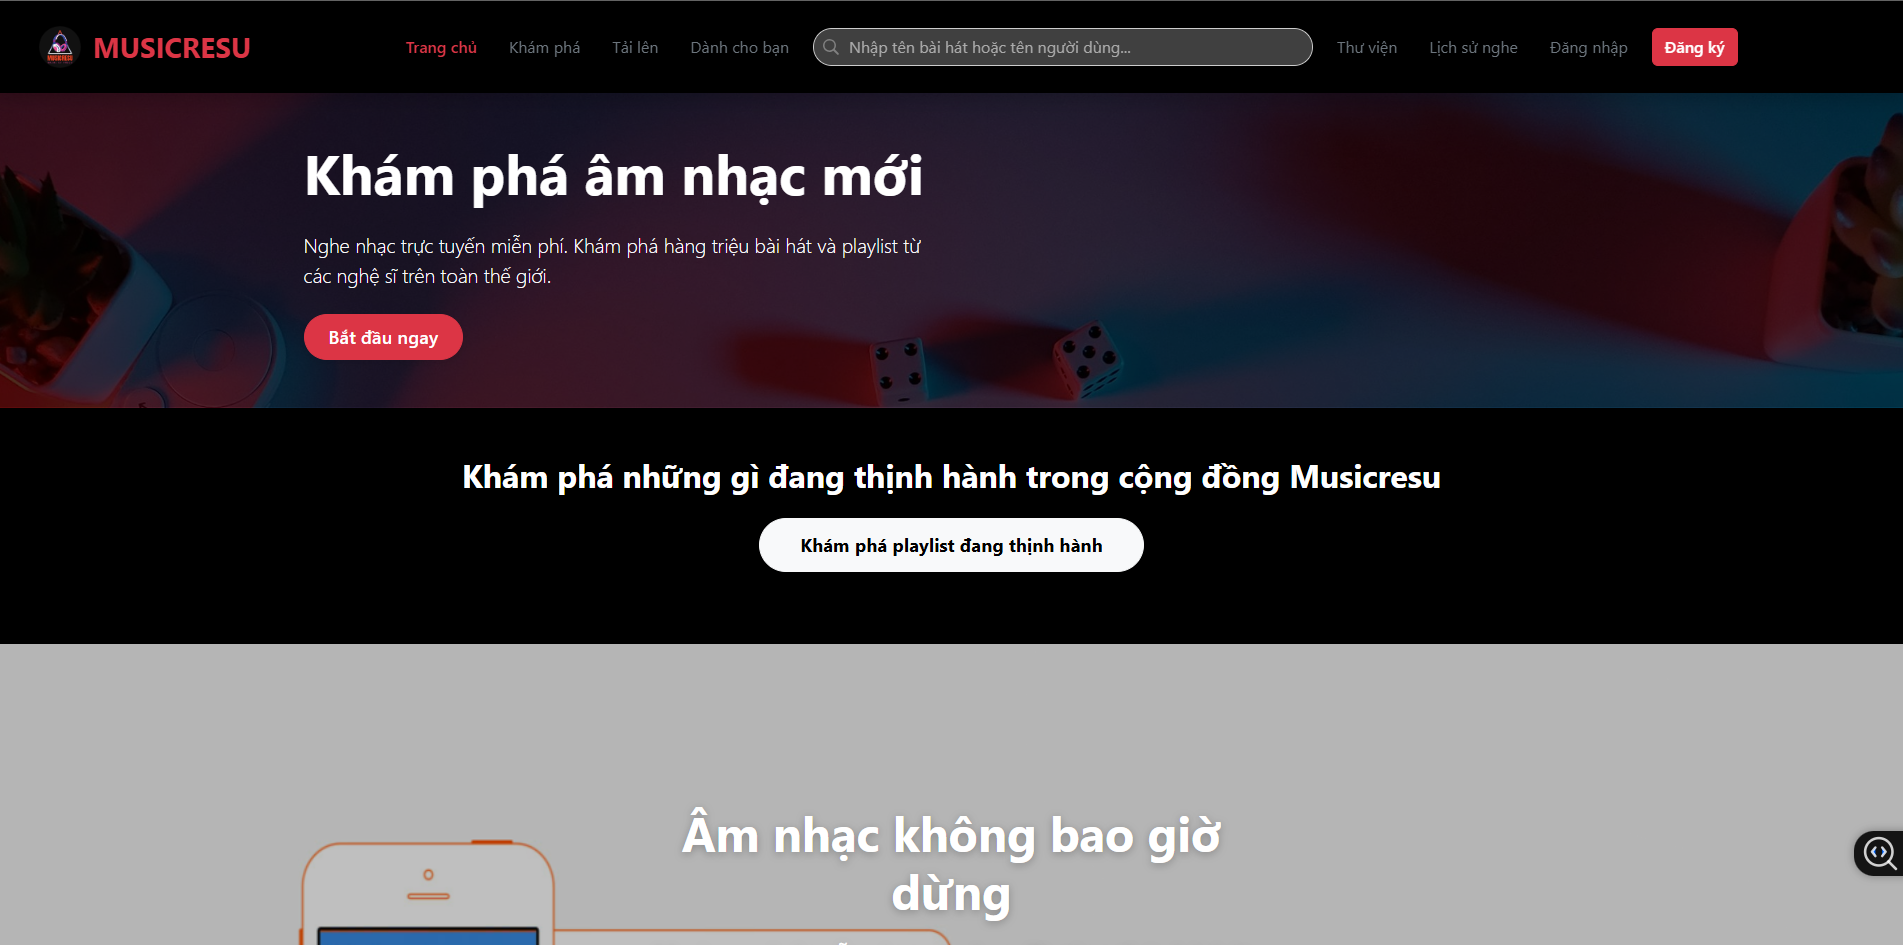 MUSICRESU
Trang chủ
Khám phá
Tải lên
Dành cho bạn
Nhập tên bài hát hoặc tên người dùng...
Thư viện
Lịch sử nghe
Đăng nhập
Đăng ký
Khám phá âm nhạc mới
Nghe nhạc trực tuyến miễn phí. Khám phá hàng triệu bài hát và playlist từ
các nghệ sĩ trên toàn thế giới.
Bắt đầu ngay
Khám phá những gì đang thịnh hành trong cộng đồng Musicresu
Khám phá playlist đang thịnh hành
Âm nhạc không bao giờ
dừng